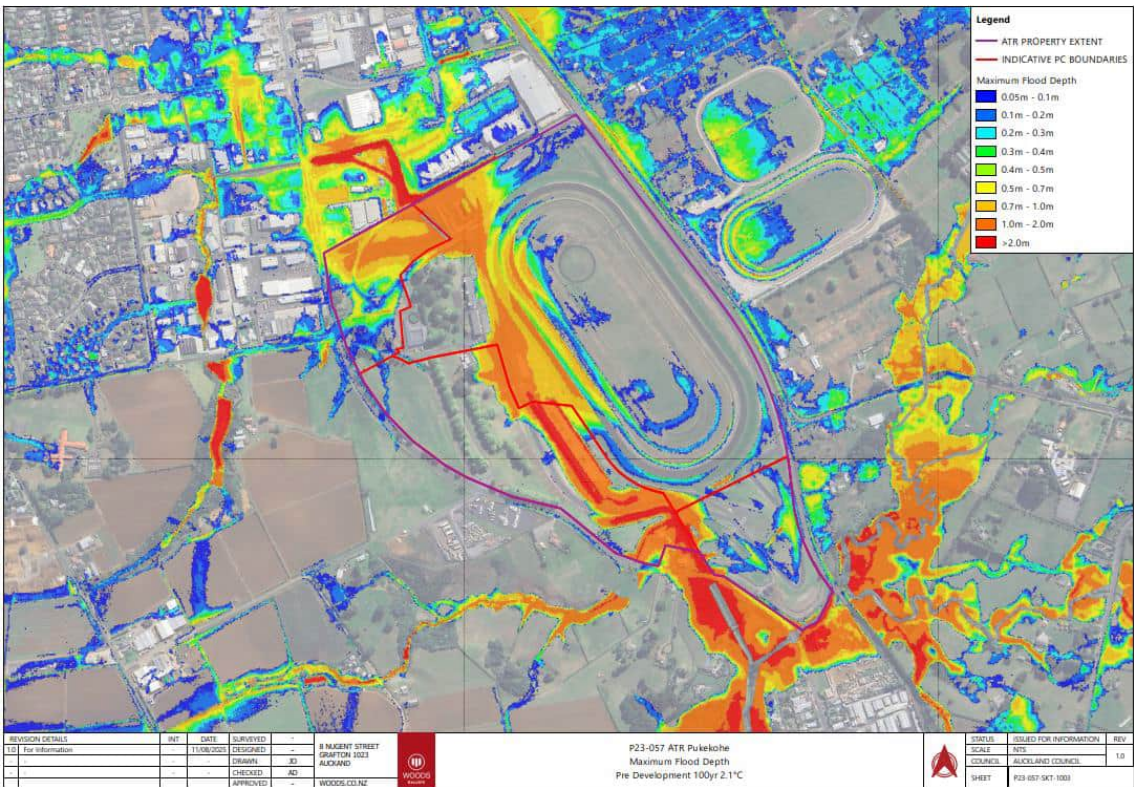 Legend
ATR PROPERTY EXTENT
INDICATIVE PC BOUNDARIES
Maximum Flood Depth
0.05m - 0.1m
0.1m - 0.2m
0.2m - 0.3m
0.3m - 0.4m
0.4m - 0.5m
0.5m - 0.7m
0.7m - 1.0m
1.0m - 2.0m
>2.0m
REVISION DETAILS INT DATE SURVEYED -
1.0 For Information - 11/08/2025 DESIGNED -
- - - - DRAWN JD
- - - - CHECKED AD
APPROVED -
8 NUGENT STREET
GRAFTON 1023
AUCKLAND
WOODS.CO.NZ
WOODS
P23-057 ATR Pukekohe
Maximum Flood Depth
Pre Development 100yr 2.1°C
STATUS ISSUED FOR INFORMATION REV
SCALE NTS 1.0
COUNCIL AUCKLAND COUNCIL
SHEET P23-057-SKT-1003